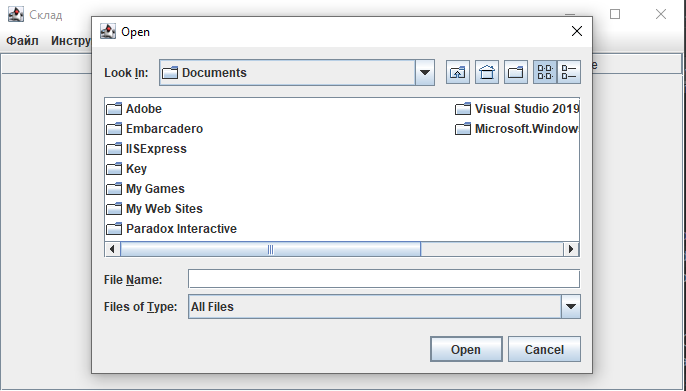 Склад
Файл Инстру
е
Open
Look In: Documents
Adobe
Embarcadero
IISExpress
Key
My Games
My Web Sites
Paradox Interactive
Visual Studio 2019
Microsoft.Window
File Name:
Files of Type: All Files
Open Cancel